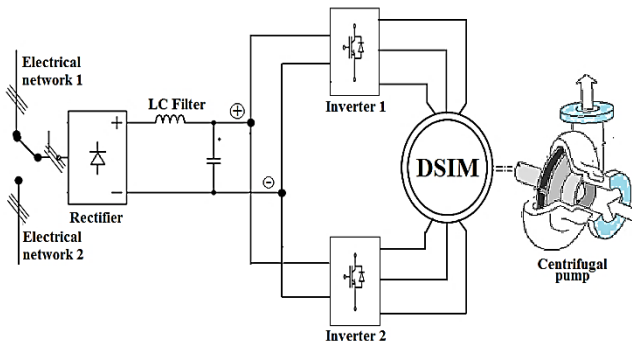 Electrical
network 1
LC Filter
+
−
Rectifier
⊕
⊖
Electrical
network 2
Inverter 1
DSIM
Inverter 2
Centrifugal
pump